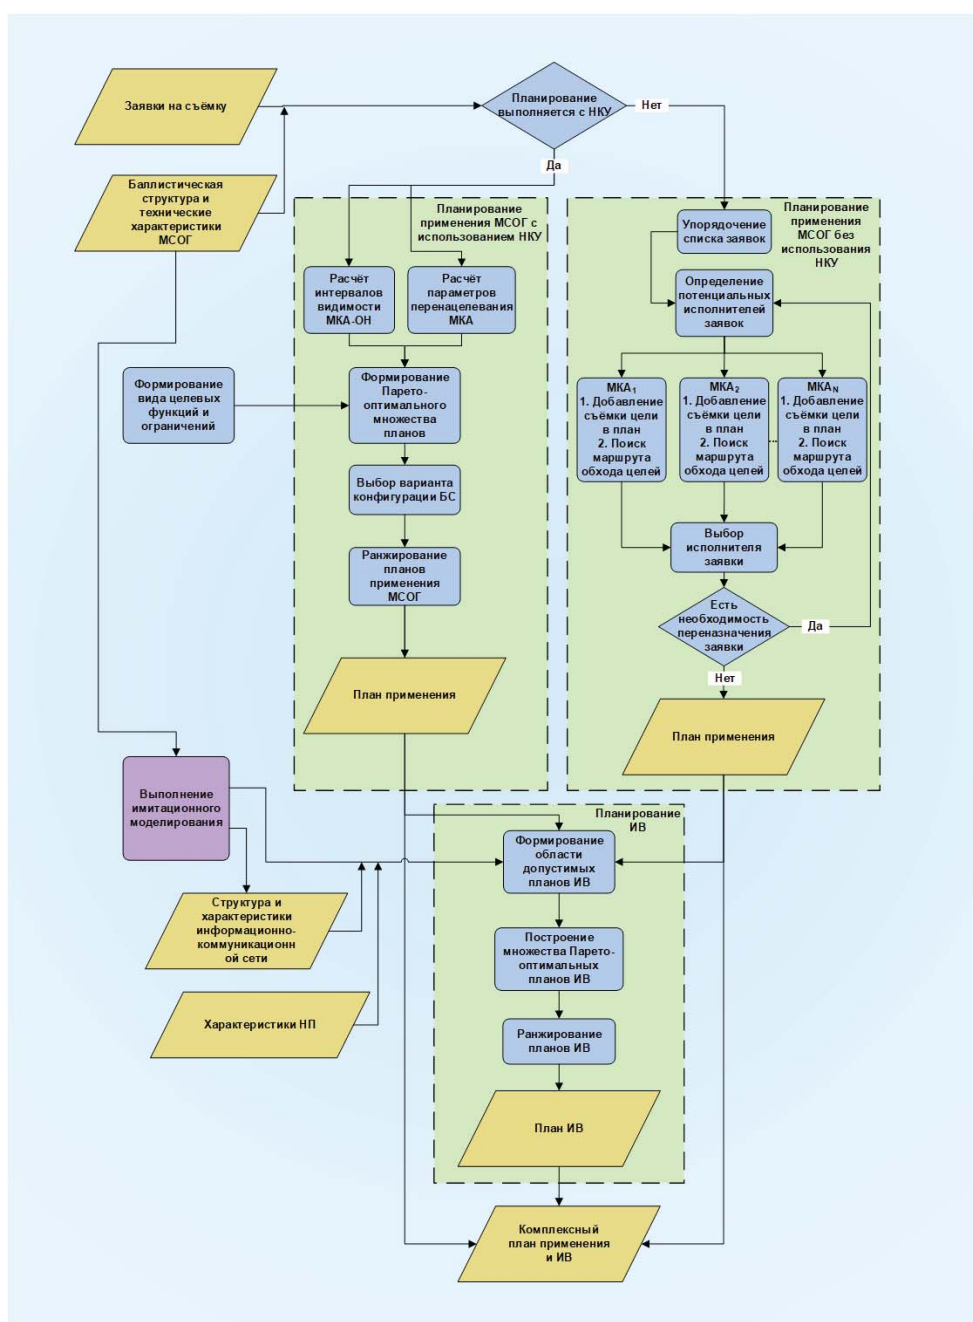 Заявки на съёмку
Планирование
выполняется с НКУ
Нет
Да
Баллистическая
структура и
технические
характеристики
МСОГ
Планирование
применения МСОГ с
использованием НКУ
Планирование
применения
МСОГ без
использования
НКУ
Упорядочение
списка заявок
Расчёт
интервалов
видимости
МКА-ОН
Расчёт
параметров
перенацелевания
МКА
Определение
потенциальных
исполнителей
заявок
Формирование
вида целевых
функций и
ограничений
Формирование
Парето-
оптимального
множества
планов
МКА1
1. Добавление
съёмки цели
в план
2. Поиск
маршрута
обхода целей
МКА2
1. Добавление
съёмки цели
в план
2. Поиск
маршрута
обхода целей
...
МКАN
1. Добавление
съёмки цели
в план
2. Поиск
маршрута
обхода целей
Выбор варианта
конфигурации БС
Выбор
исполнителя
заявки
Ранжирование
планов
применения
МСОГ
Есть
необходимость
переназначения
заявки
Да
Нет
План применения
План применения
Выполнение
имитационного
моделирования
Планирование
ИВ
Формирование
области
допустимых
планов ИВ
Структура и
характеристики
информационно-
коммуникационн
ой сети
Построение
множества Парето-
оптимальных
планов ИВ
Характеристики НП
Ранжирование
планов ИВ
План ИВ
Комплексный
план применения
и ИВ